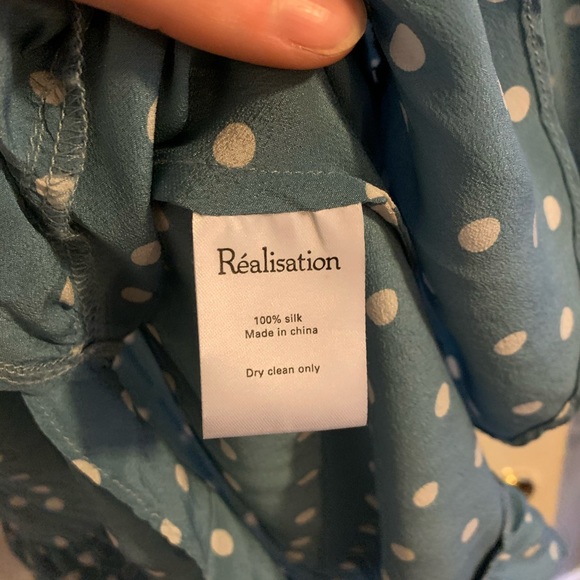 Réalisation
100% silk
Made in china
Dry clean only